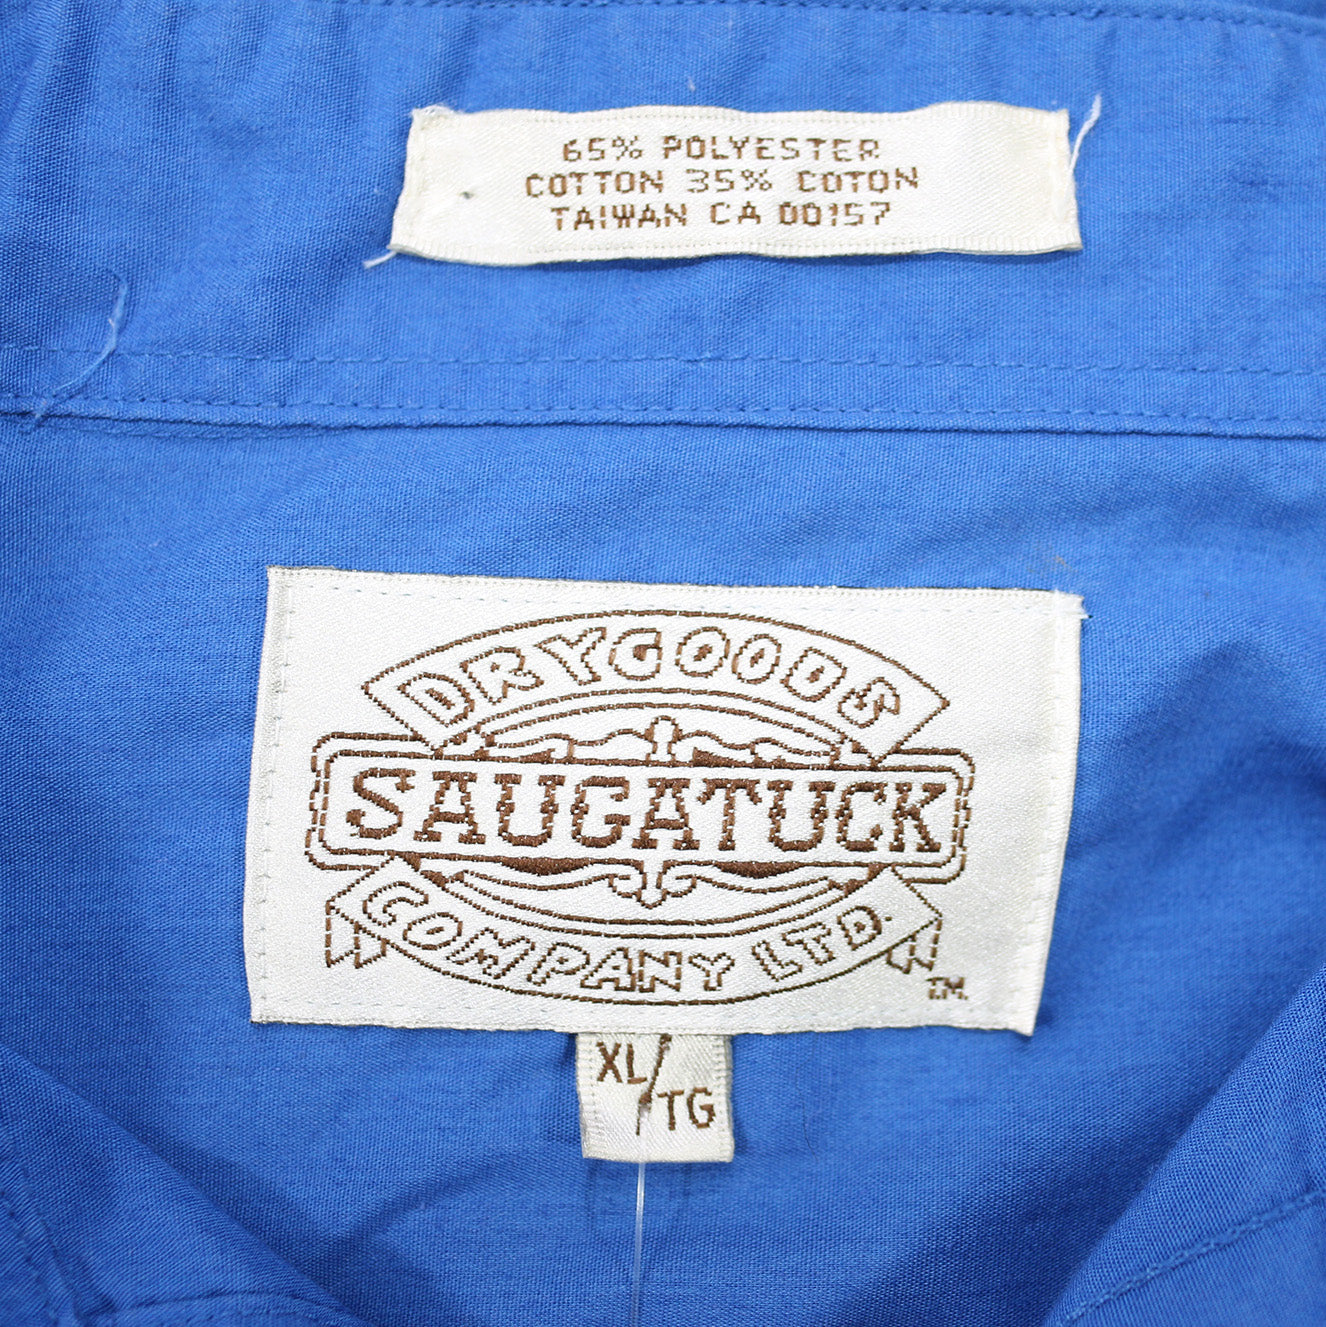 65% POLYESTER
COTTON 35% COTON
TAIWAN CA 00157
DRYGOODS
SAUGATUCK
COMPANY LTD.
TM.
XL/TG